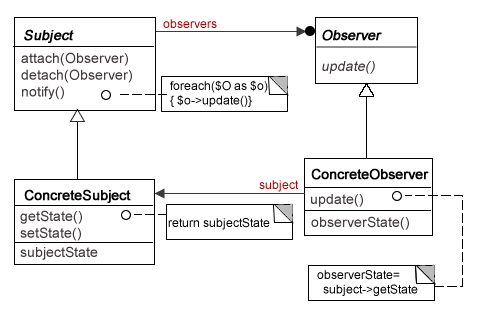 Subject
observers
Observer
attach(Observer)
detach(Observer)
notify()
update()
foreach($O as $o)
{ $o->update()}
ConcreteSubject
subject
ConcreteObserver
getState()
setState()
subjectState
return subjectState
update()
observerState()
observerState=
subject->getState